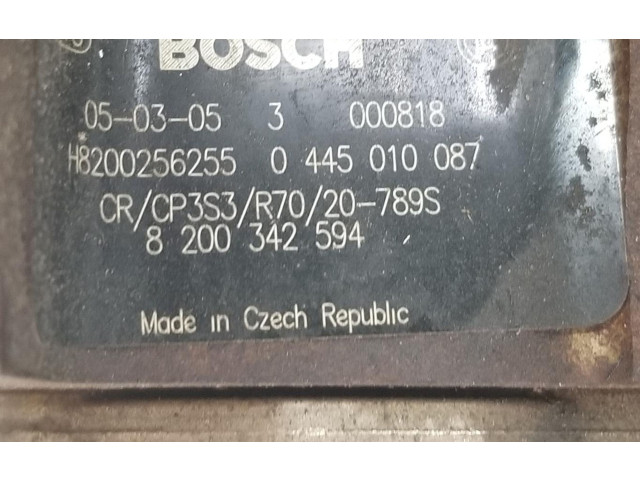 BOSCH
05-03-05 3 000818
H8200256255 0 445 010 087
CR/CP3S3/R70/20-789S
8 200 342 594
Made in Czech Republic